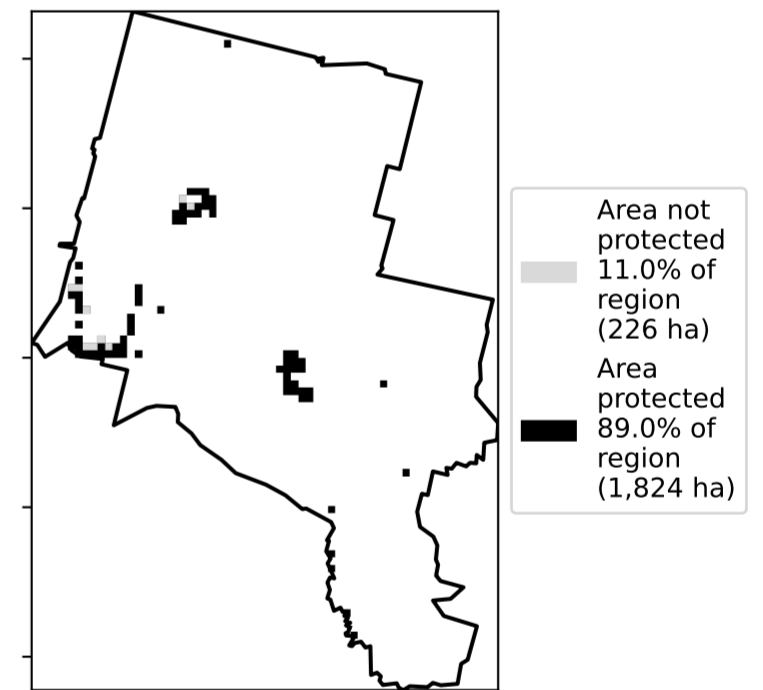 Area not
protected
11.0% of
region
(226 ha)
Area
protected
89.0% of
region
(1,824 ha)